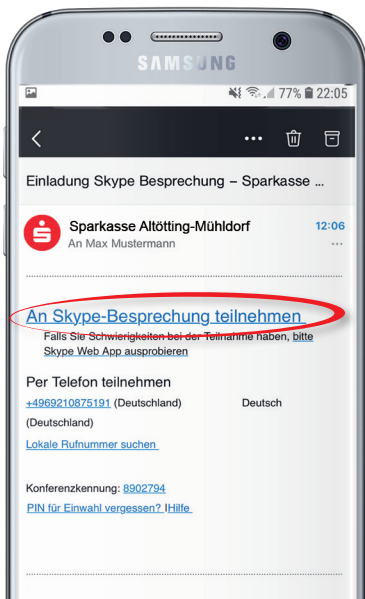 SAMSUNG
77% 22:05
Einladung Skype Besprechung – Sparkasse ...
Sparkasse Altötting-Mühldorf 12:06
An Max Mustermann
An Skype-Besprechung teilnehmen
Falls Sie Schwierigkeiten bei der Teilnahme haben, bitte
Skype Web App ausprobieren
Per Telefon teilnehmen
+4969210875191 (Deutschland) Deutsch
(Deutschland)
Lokale Rufnummer suchen
Konferenzkennung: 8902794
PIN für Einwahl vergessen? |Hilfe